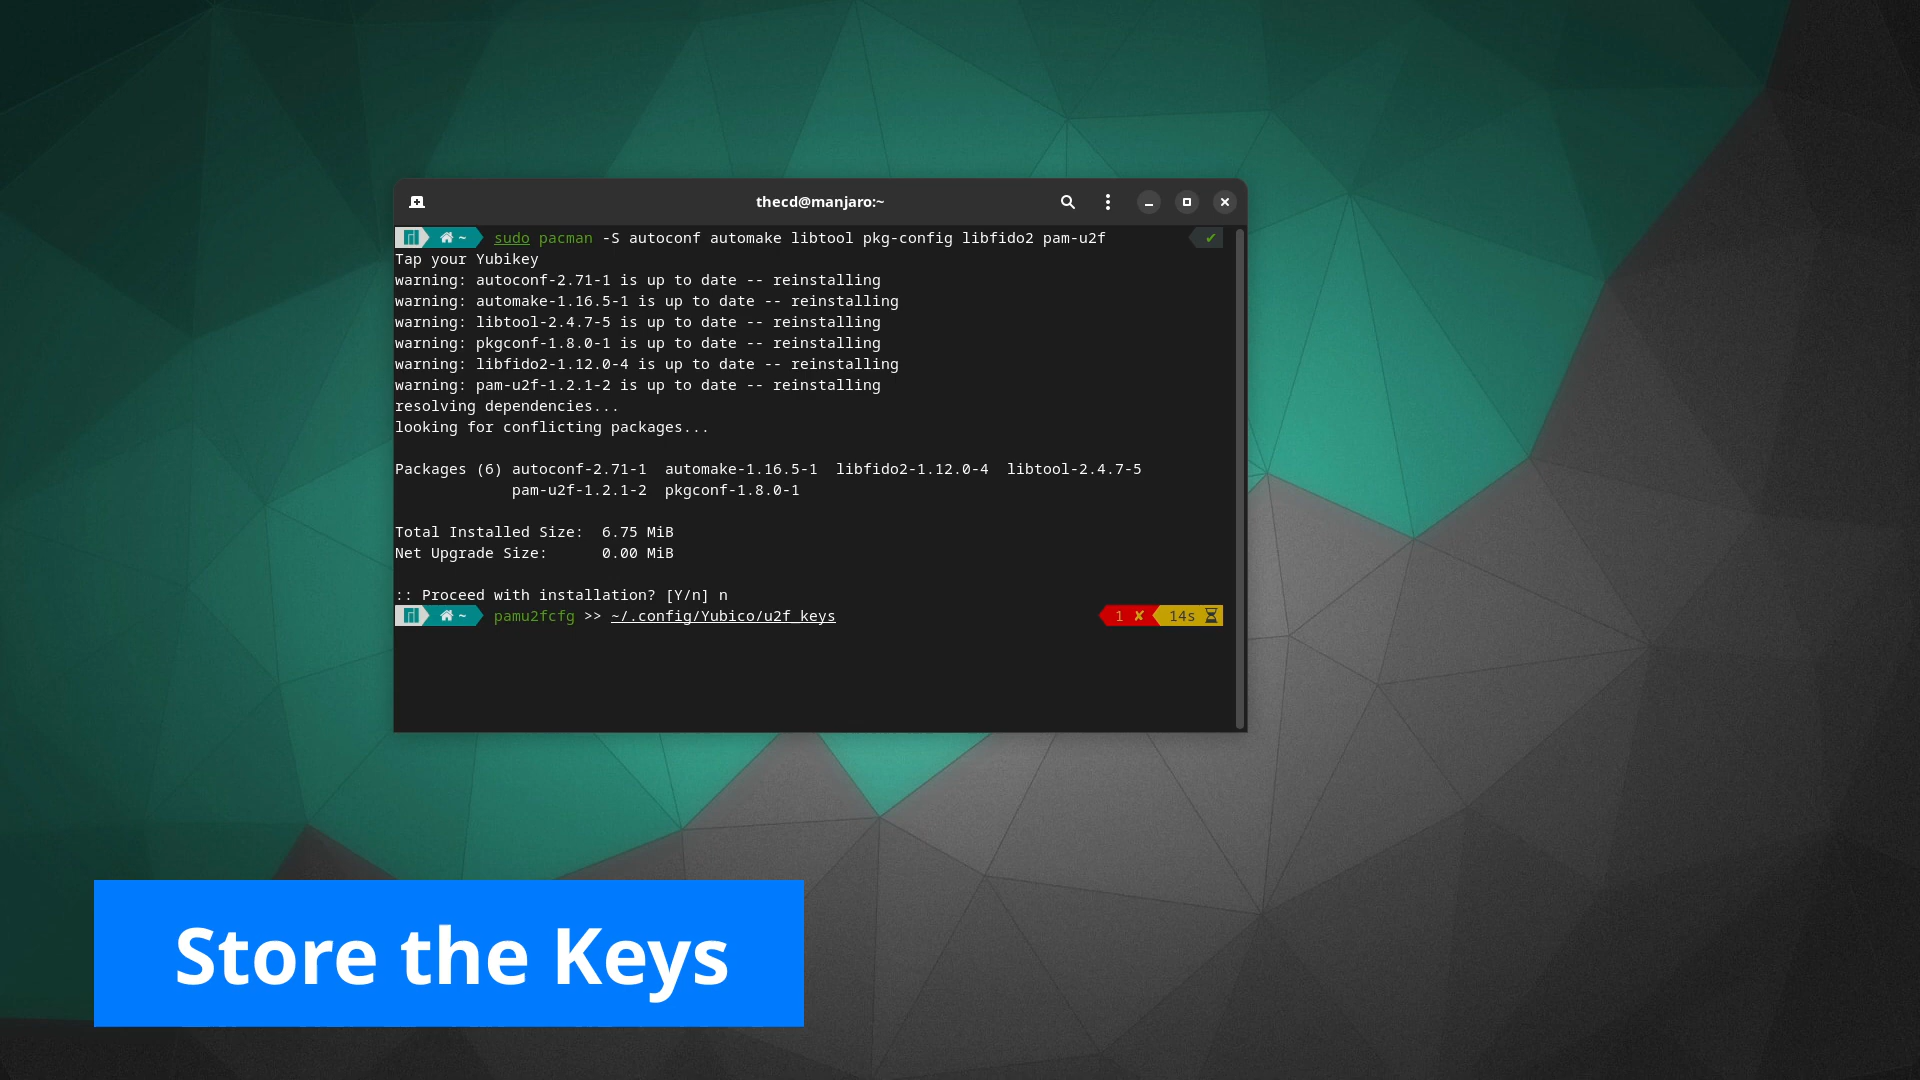 thecd@manjaro:~
~ sudo pacman -S autoconf automake libtool pkg-config libfido2 pam-u2f ✔
Tap your Yubikey
warning: autoconf-2.71-1 is up to date -- reinstalling
warning: automake-1.16.5-1 is up to date -- reinstalling
warning: libtool-2.4.7-5 is up to date -- reinstalling
warning: pkgconf-1.8.0-1 is up to date -- reinstalling
warning: libfido2-1.12.0-4 is up to date -- reinstalling
warning: pam-u2f-1.2.1-2 is up to date -- reinstalling
resolving dependencies...
looking for conflicting packages...
Packages (6) autoconf-2.71-1  automake-1.16.5-1  libfido2-1.12.0-4  libtool-2.4.7-5
pam-u2f-1.2.1-2  pkgconf-1.8.0-1
Total Installed Size:  6.75 MiB
Net Upgrade Size:      0.00 MiB
:: Proceed with installation? [Y/n] n
~ pamu2fcfg >> ~/.config/Yubico/u2f_keys 1 ✘ 14s
Store the Keys